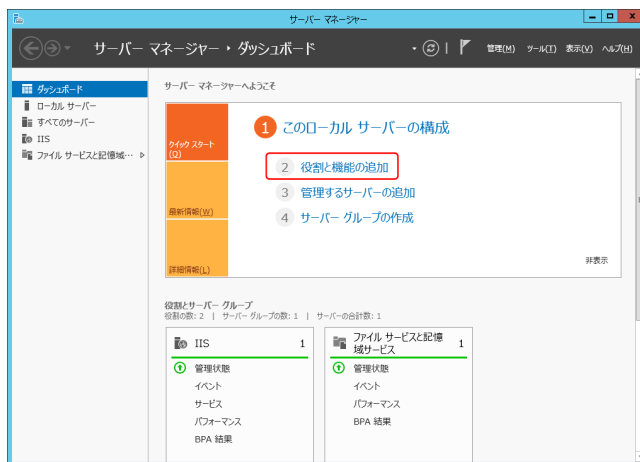 サーバー マネージャー
サーバー マネージャー・ダッシュボード
管理(M) ツール(T) 表示(V) ヘルプ(H)
ダッシュボード
ローカル サーバー
すべてのサーバー
IIS
ファイル サービスと記憶域…
サーバー マネージャーへようこそ
クイック スタート
(Q)
最新情報(W)
詳細情報(L)
1 このローカル サーバーの構成
2 役割と機能の追加
3 管理するサーバーの追加
4 サーバー グループの作成
非表示
役割とサーバー グループ
役割の数: 2 | サーバー グループの数: 1 | サーバーの合計数: 1
IIS 1
管理状態
イベント
サービス
パフォーマンス
BPA 結果
ファイル サービスと記憶
域サービス 1
管理状態
イベント
パフォーマンス
BPA 結果